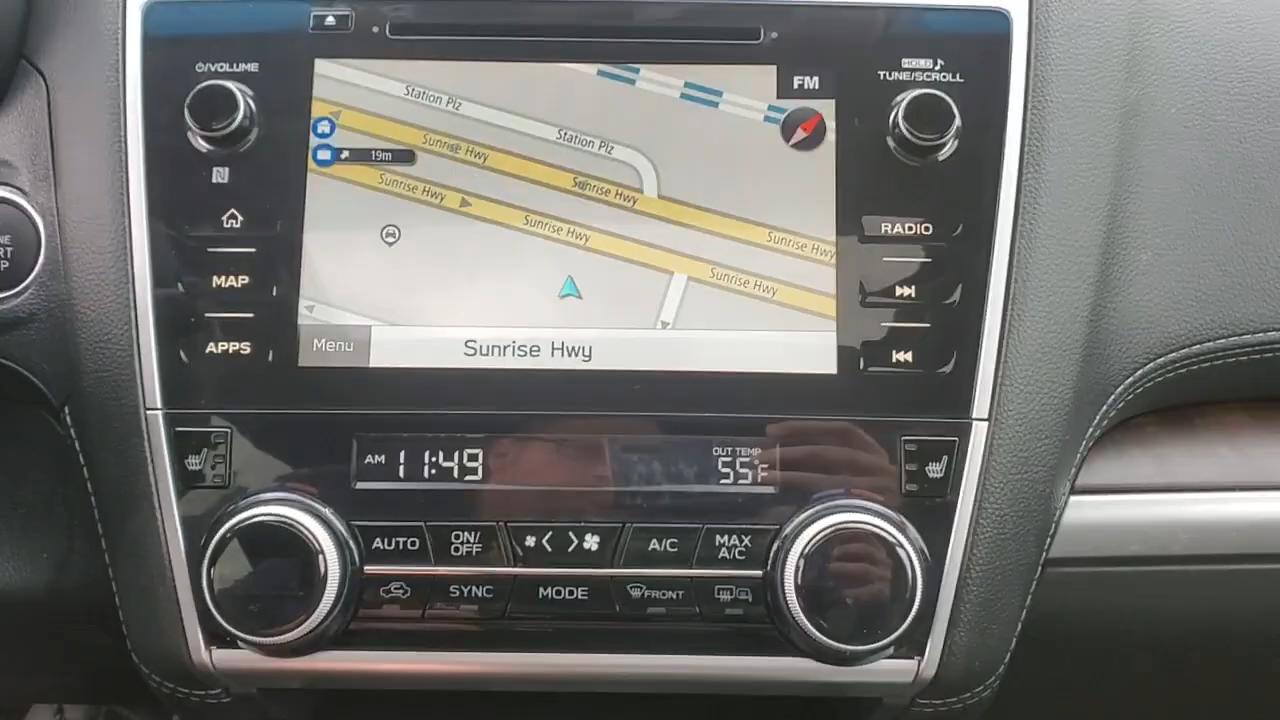 VOLUME
HOLD
TUNE/SCROLL
FM
Station Plz
Station Plz
Sunrise Hwy
19m
Sunrise Hwy
Sunrise Hwy
Sunrise Hwy
Sunrise Hwy
Sunrise Hwy
RADIO
MAP
APPS
Menu
Sunrise Hwy
AM 11:49
OUT TEMP
55°F
AUTO
ON/
OFF
A/C
MAX
A/C
SYNC
MODE
FRONT